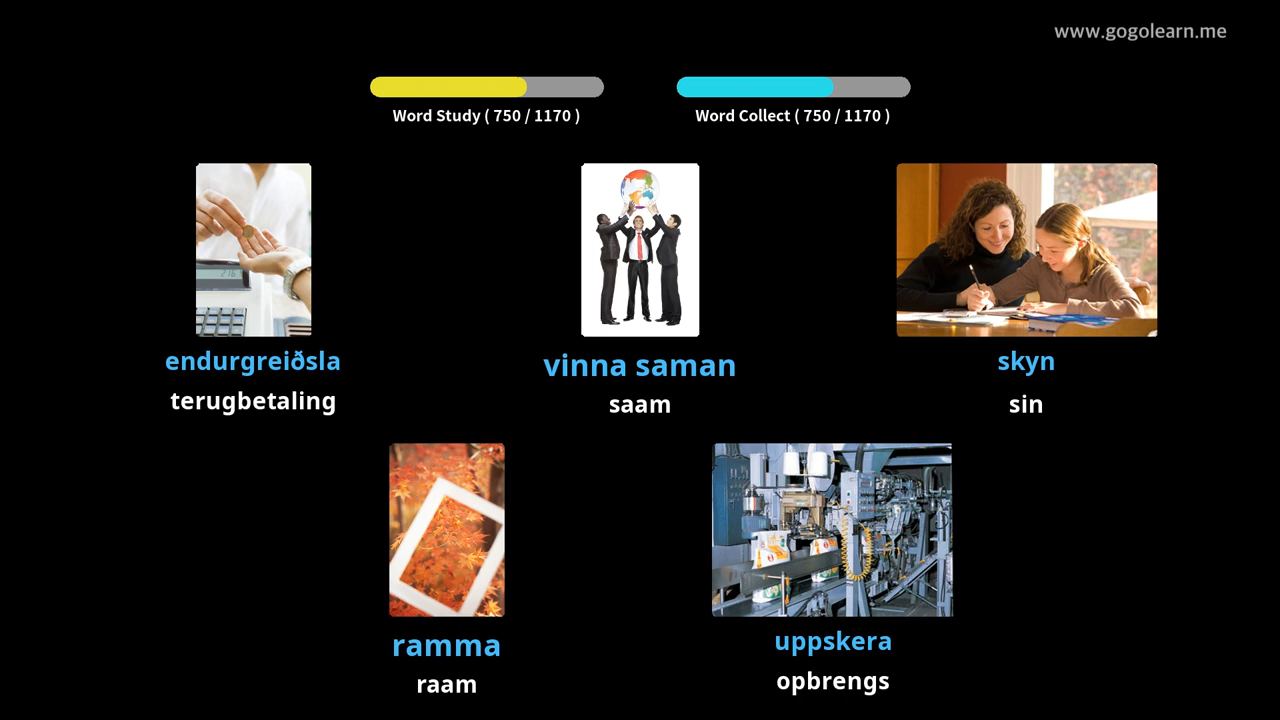 www.gogolearn.me
Word Study ( 750 / 1170 )
Word Collect ( 750 / 1170 )
endurgreiðsla
terugbetaling
vinna saman
saam
skyn
sin
ramma
raam
uppskera
opbrengs